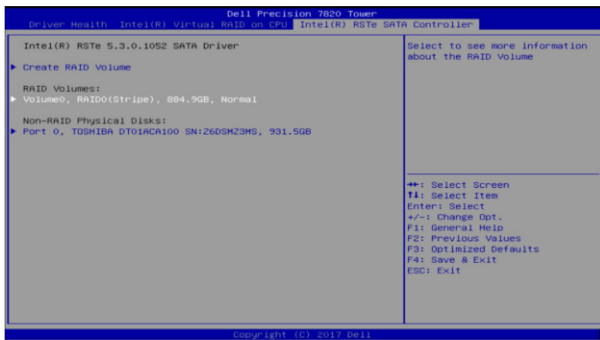 Dell Precision 7820 Tower
Driver Health Intel(R) Virtual RAID on CPU Intel(R) RSTe SATA Controller
Intel(R) RSTe 5.3.0.1052 SATA Driver
Create RAID Volume
RAID Volumes:
Volume0, RAID0(Stripe), 884.9GB, Normal
Non-RAID Physical Disks:
Port 0, TOSHIBA DT01ACA100 SN:Z6DSMZ3MS, 931.5GB
Select to see more information
about the RAID Volume
→←: Select Screen
↑↓: Select Item
Enter: Select
+/-: Change Opt.
F1: General Help
F2: Previous Values
F3: Optimized Defaults
F4: Save & Exit
ESC: Exit
Copyright (C) 2017 Dell